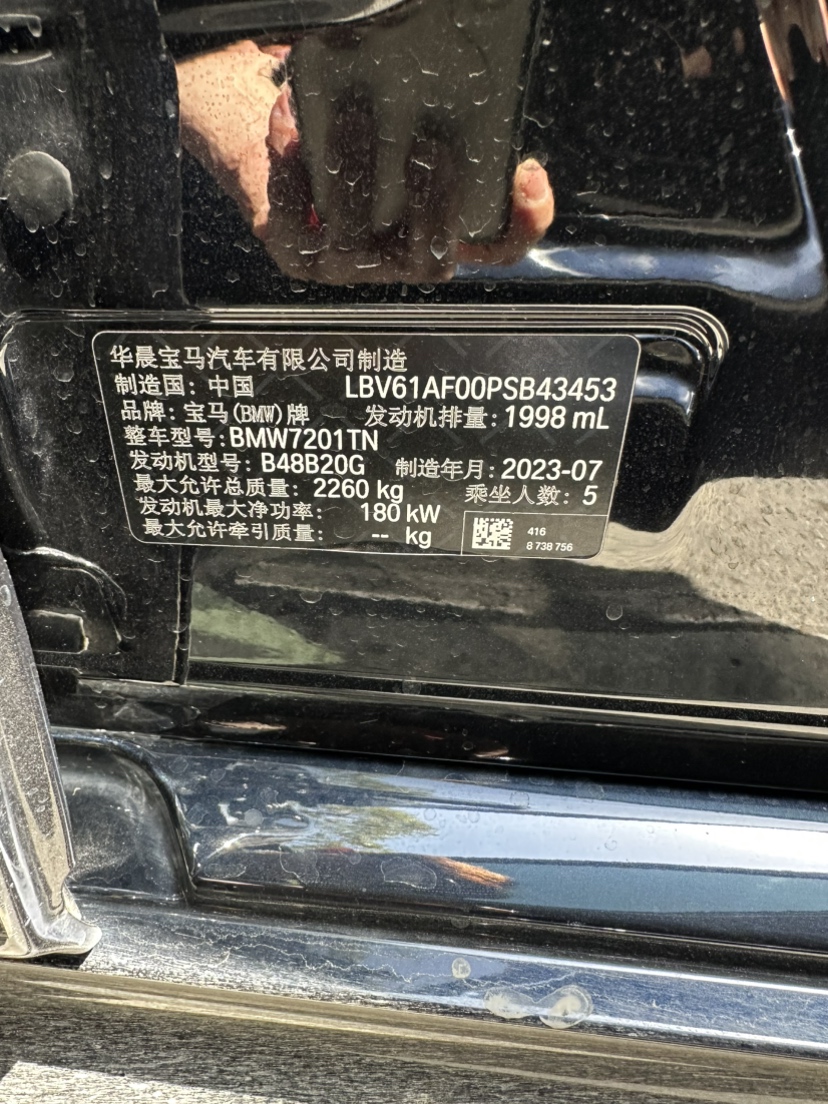 华晨宝马汽车有限公司制造
制造国：中国 LBV61AF00PSB43453
品牌：宝马(BMW)牌 发动机排量：1998 mL
整车型号：BMW7201TN
发动机型号：B48B20G 制造年月：2023-07
最大允许总质量：2260 kg 乘坐人数：5
发动机最大净功率：180 kW
最大允许牵引质量：-- kg
416
8 738 756